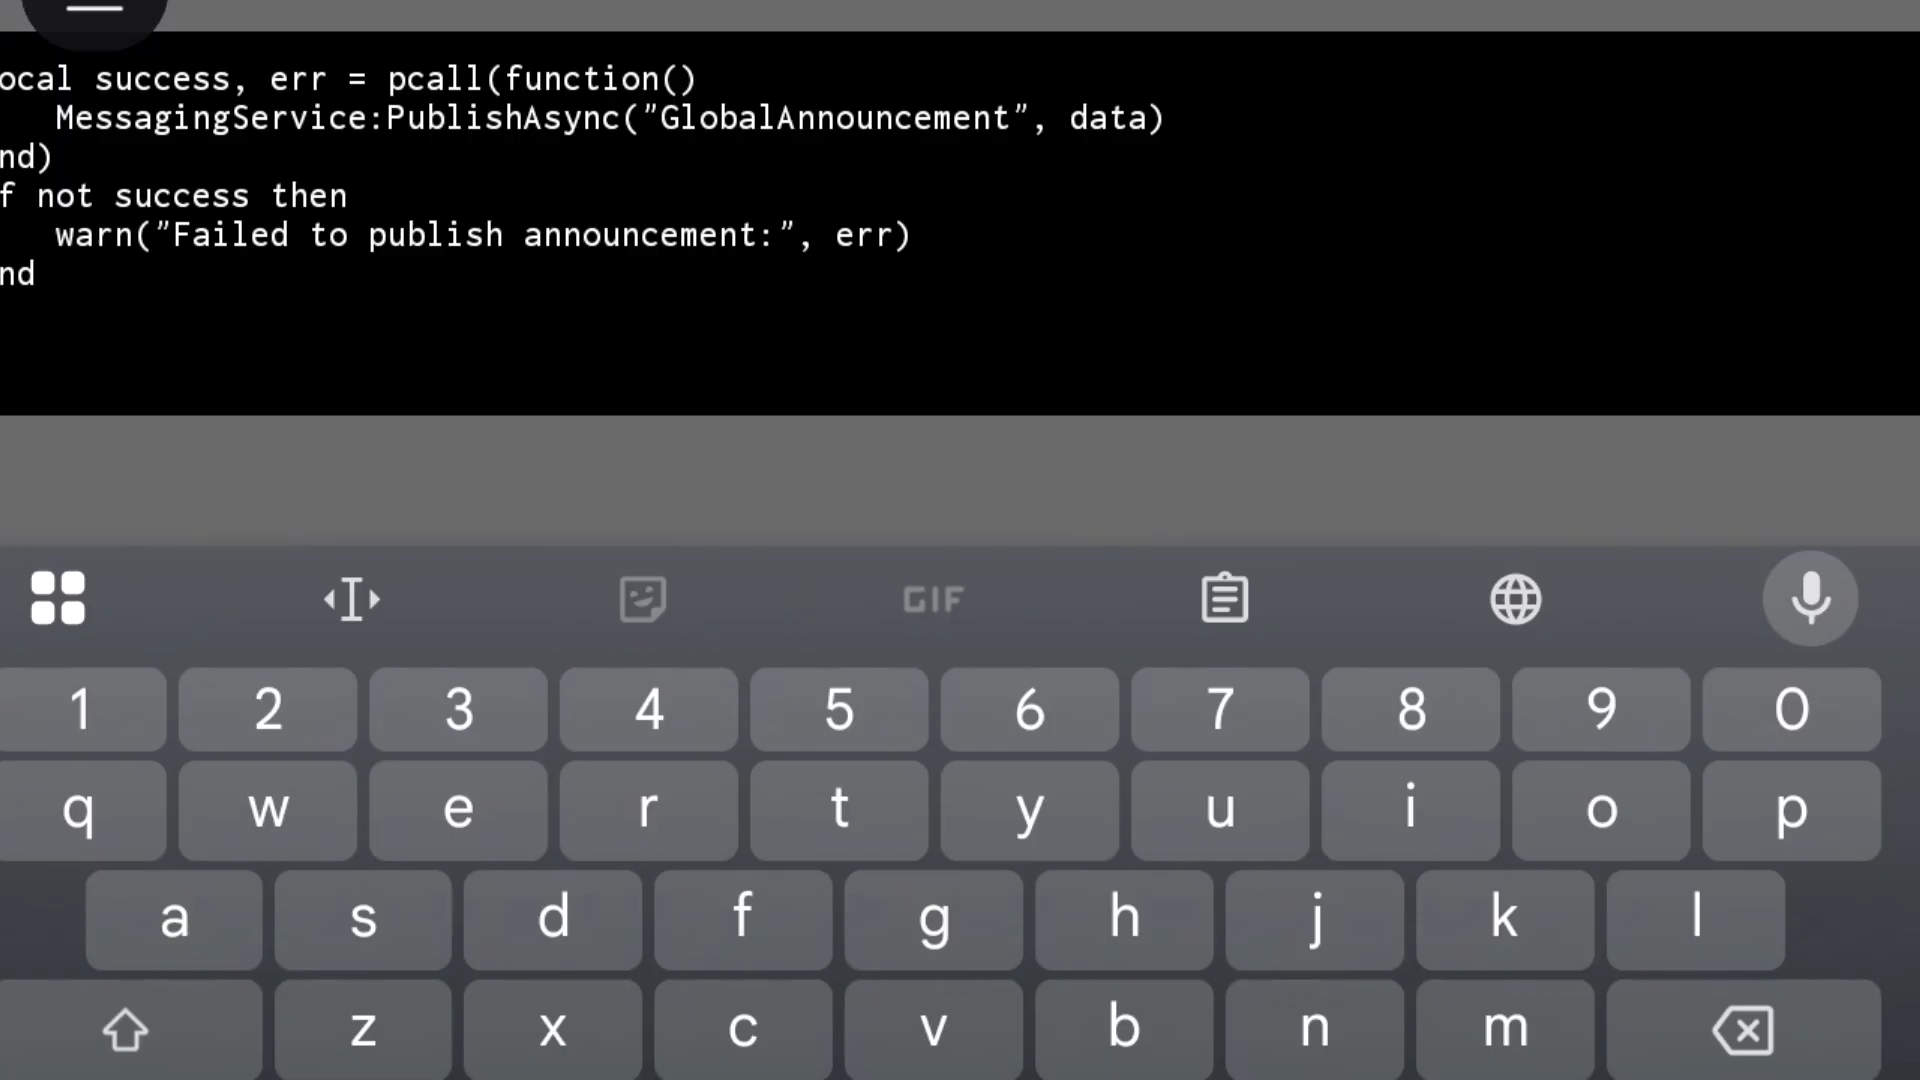 ocal success, err = pcall(function()
MessagingService:PublishAsync("GlobalAnnouncement", data)
nd)
f not success then
warn("Failed to publish announcement:", err)
nd
GIF
1 2 3 4 5 6 7 8 9 0
q w e r t y u i o p
a s d f g h j k l
z x c v b n m